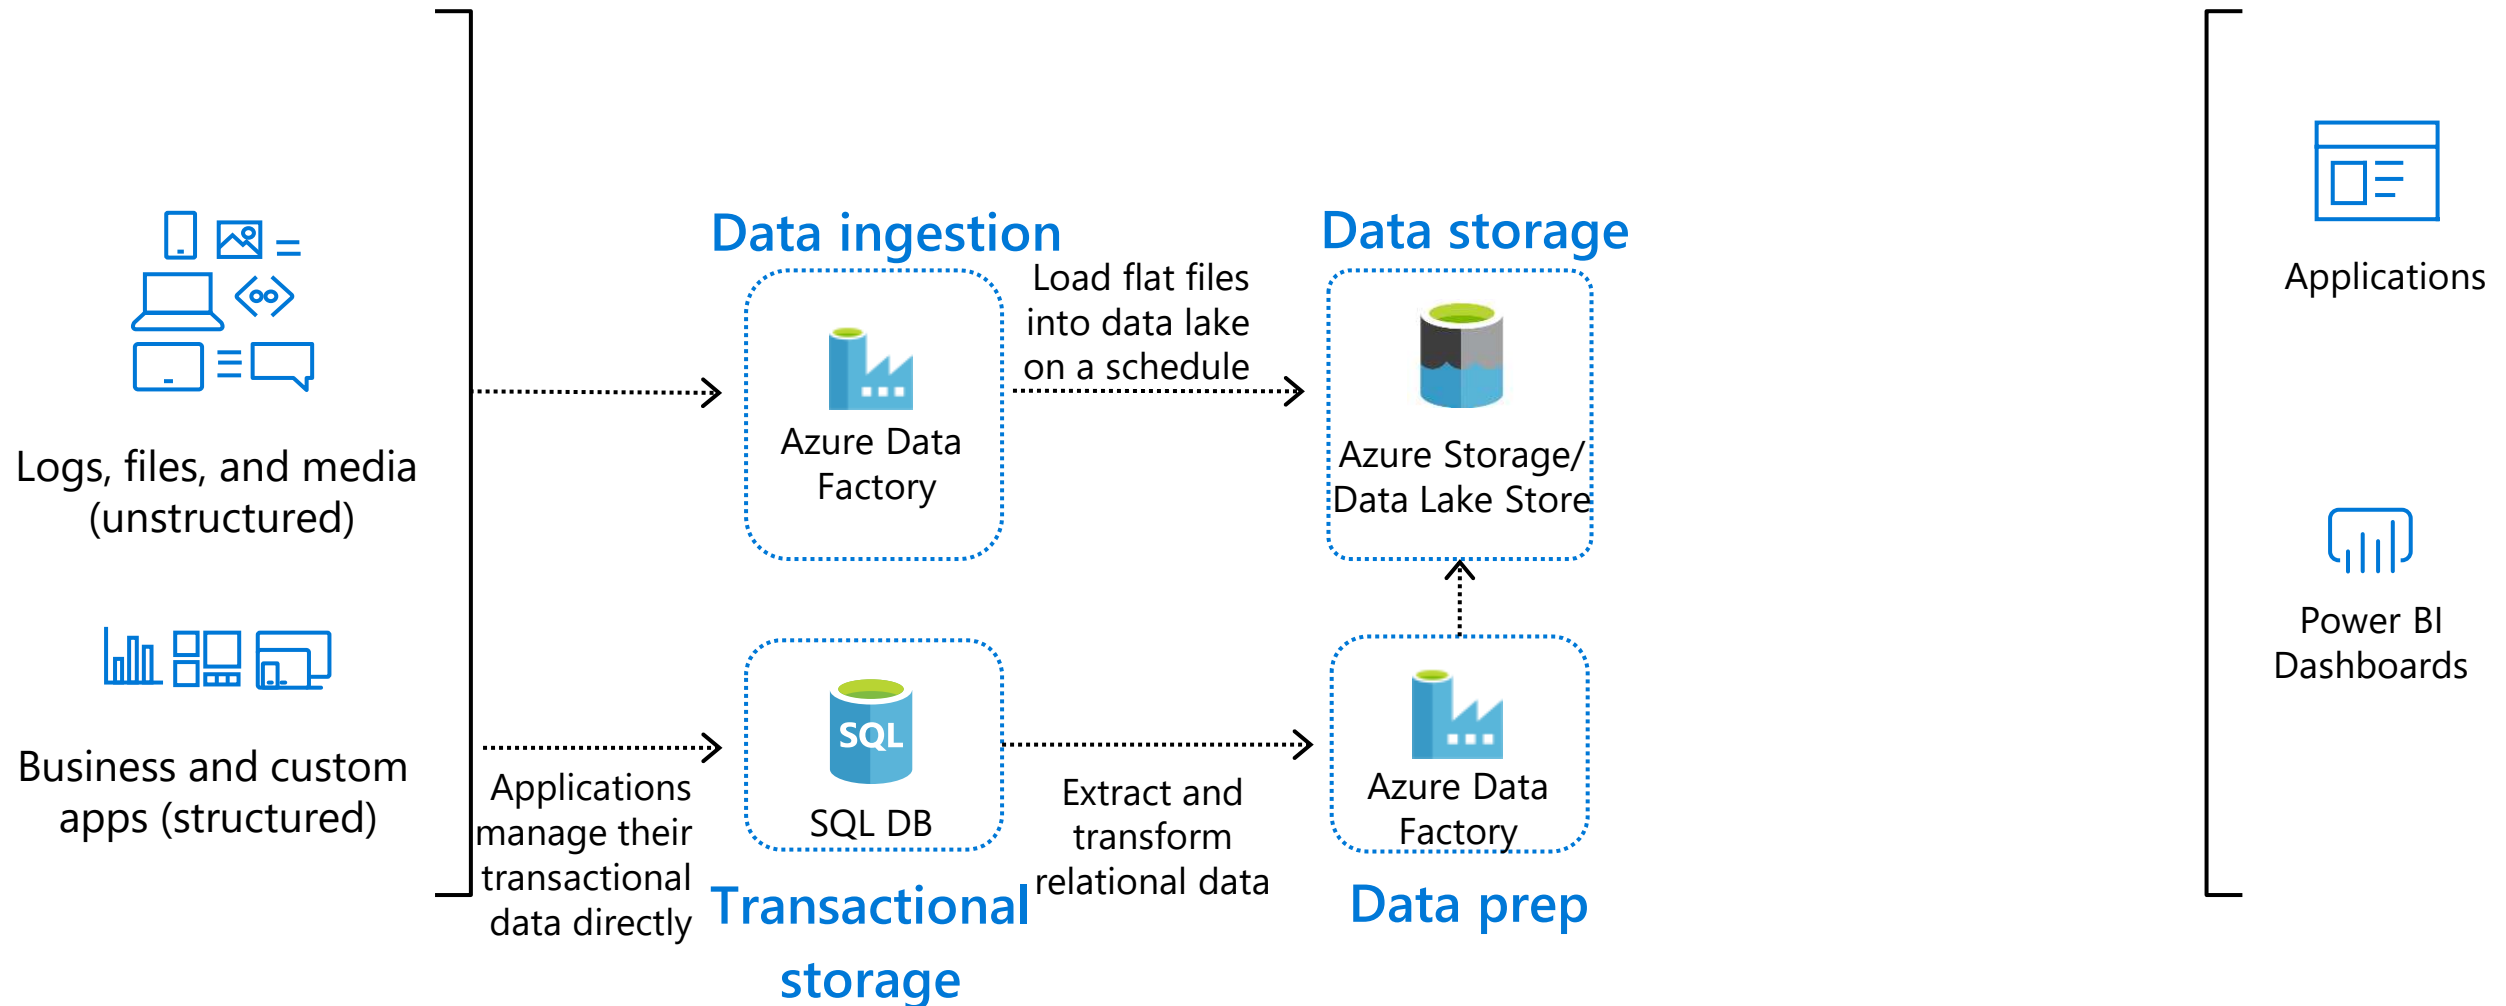 Logs, files, and media
(unstructured)
Business and custom
apps (structured)
Applications
manage their
transactional
data directly
Data ingestion
Azure Data
Factory
Load flat files
into data lake
on a schedule
Data storage
Azure Storage/
Data Lake Store
SQL
SQL DB
Transactional
storage
Extract and
transform
relational data
Azure Data
Factory
Data prep
Applications
Power BI
Dashboards